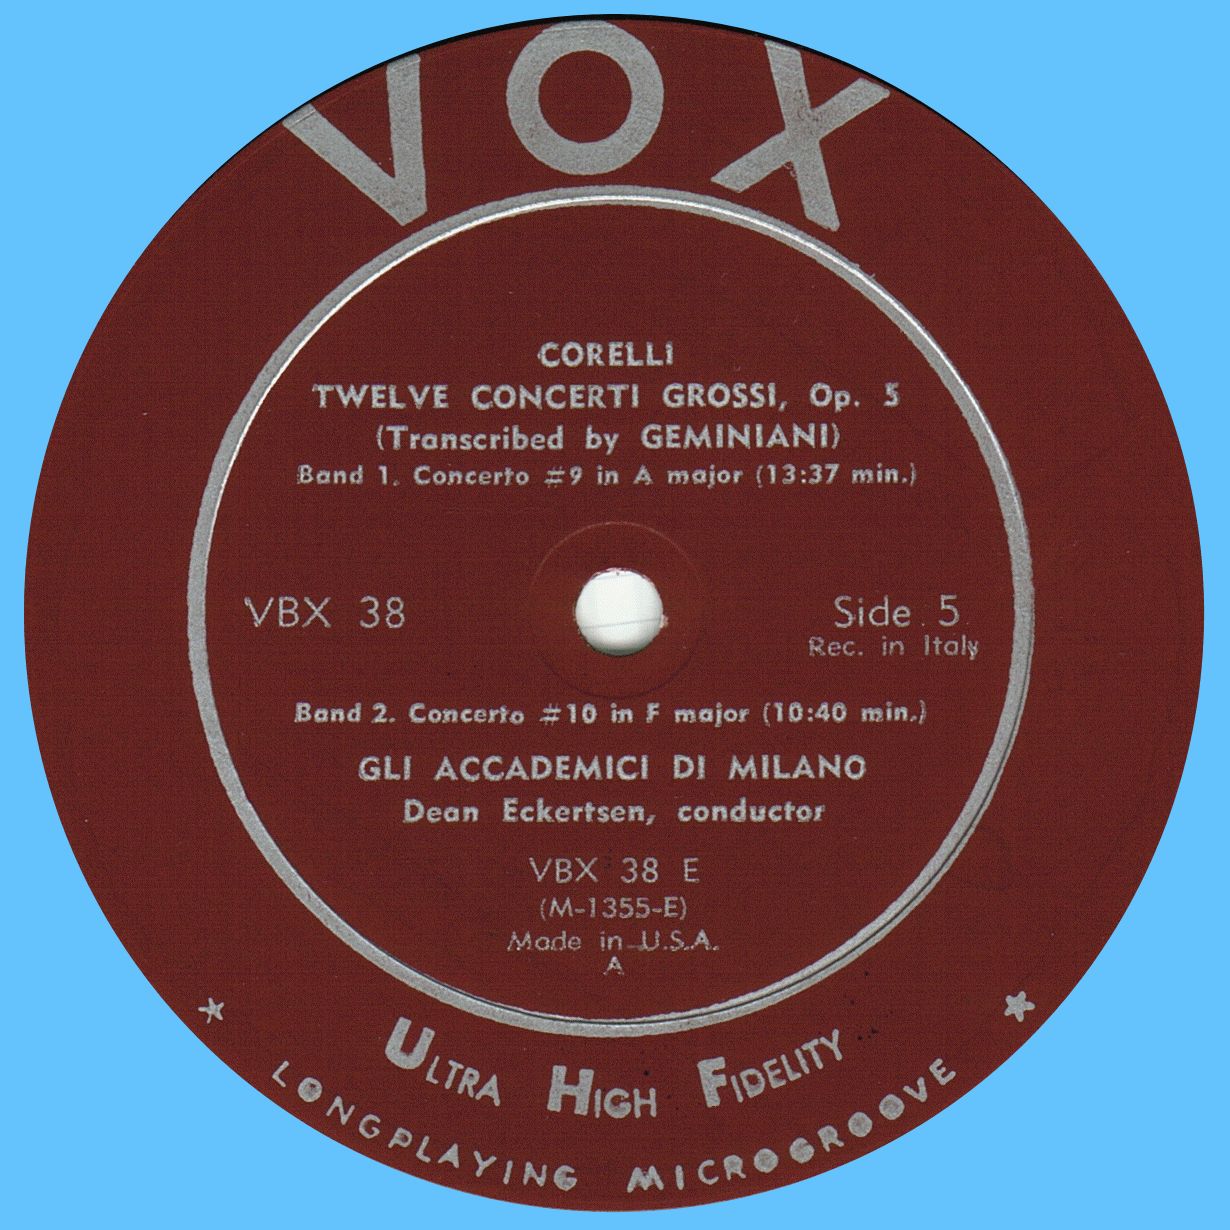 VOX
CORELLI
TWELVE CONCERTI GROSSI, Op. 5
(Transcribed by GEMINIANI)
Band 1. Concerto #9 in A major (13:37 min.)
VBX 38
Side 5
Rec. in Italy
Band 2. Concerto #10 in F major (10:40 min.)
GLI ACCADEMICI DI MILANO
Dean Eckertsen, conductor
VBX 38 E
(M-1355-E)
Made in U.S.A.
A
ULTRA HIGH FIDELITY
LONGPLAYING MICROGROOVE